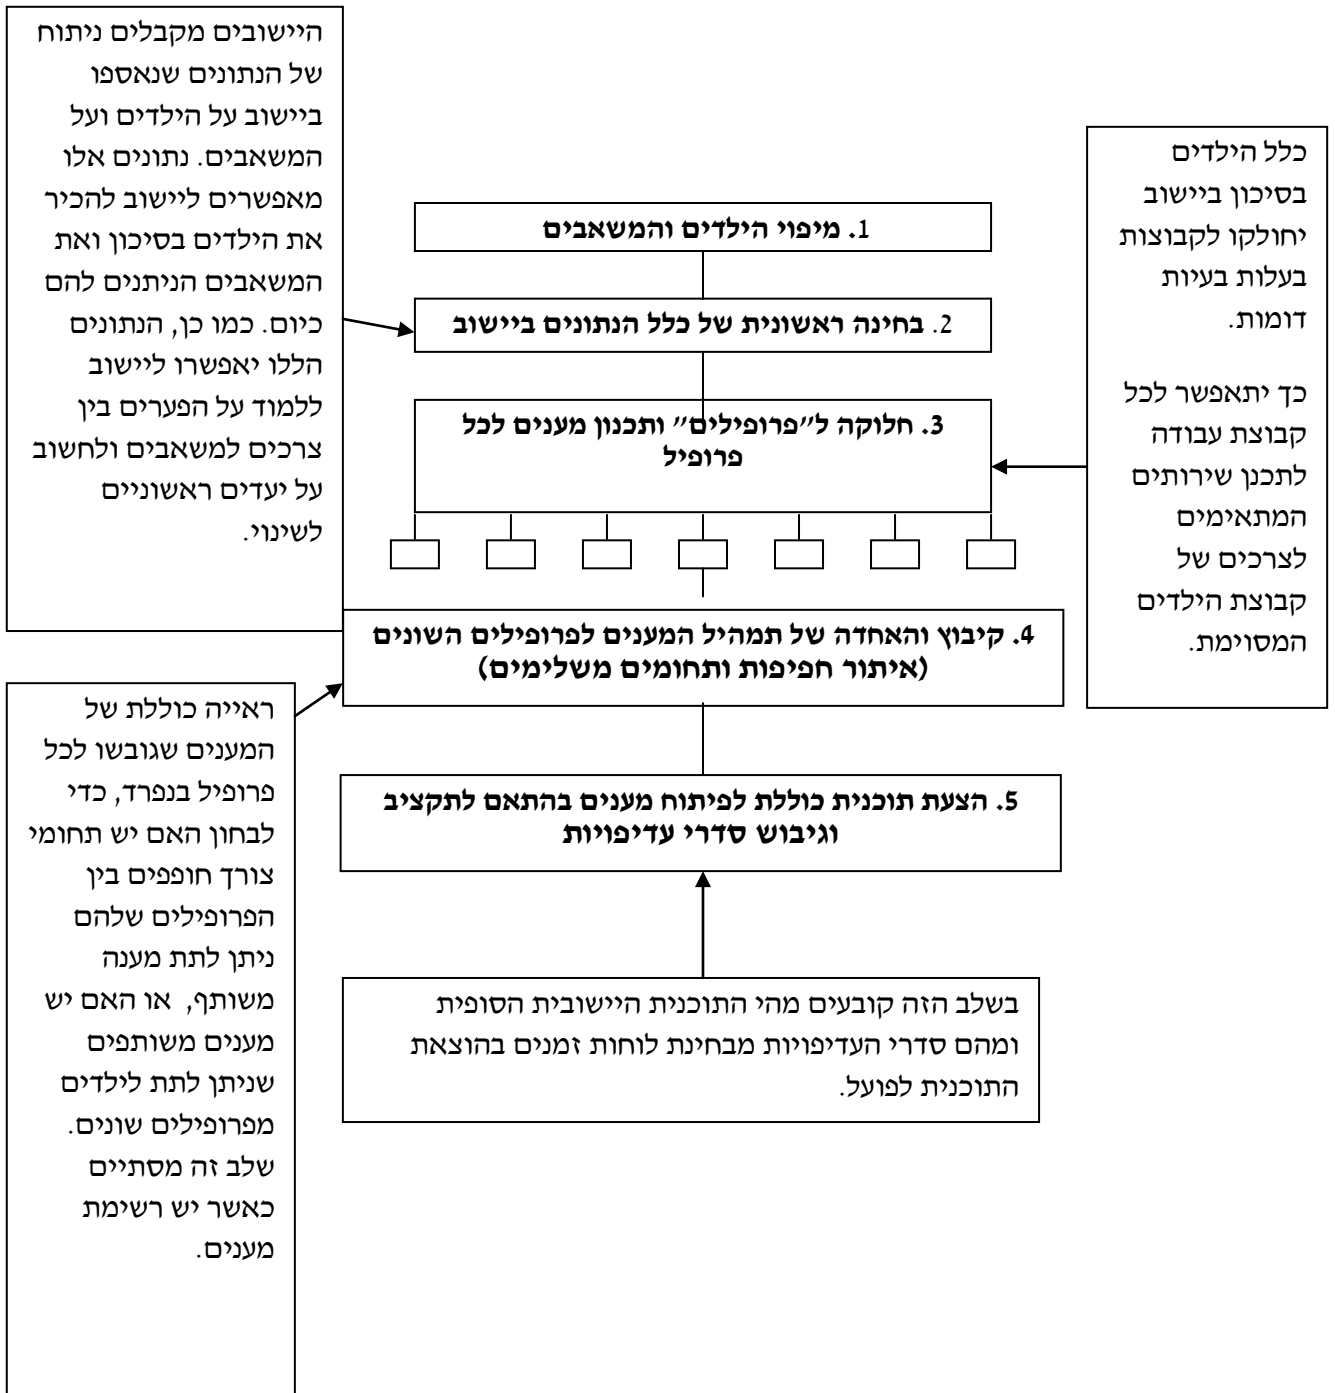 היישובים מקבלים ניתוח
של הנתונים שנאספו
ביישוב על הילדים ועל
המשאבים. נתונים אלו
מאפשרים ליישוב להכיר
את הילדים בסיכון ואת
המשאבים הניתנים להם
כיום. כמו כן, הנתונים
הללו יאפשרו ליישוב
ללמוד על הפערים בין
צרכים למשאבים ולחשוב
על יעדים ראשוניים
לשינוי.
כלל הילדים
בסיכון ביישוב
יחולקו לקבוצות
בעלות בעיות
דומות.
כך יתאפשר לכל
קבוצת עבודה
לתכנן שירותים
המתאימים
לצרכים של
קבוצת הילדים
המסוימת.
1. מיפוי הילדים והמשאבים
2. בחינה ראשונית של כלל הנתונים ביישוב
3. חלוקה ל"פרופילים" ותכנון מענים לכל
פרופיל
4. קיבוץ והאחדה של תמהיל המענים לפרופילים השונים
(איתור חפיפות ותחומים משלימים)
ראייה כוללת של
המענים שגובשו לכל
פרופיל בנפרד, כדי
לבחון האם יש תחומי
צורך חופפים בין
הפרופילים שלהם
ניתן לתת מענה
משותף, או האם יש
מענים משותפים
שניתן לתת לילדים
מפרופילים שונים.
שלב זה מסתיים
כאשר יש רשימת
מענים.
5. הצעת תוכנית כוללת לפיתוח מענים בהתאם לתקציב
וגיבוש סדרי עדיפויות
בשלב הזה קובעים מהי התוכנית היישובית הסופית
ומהם סדרי העדיפויות מבחינת לוחות זמנים בהוצאת
התוכנית לפועל.